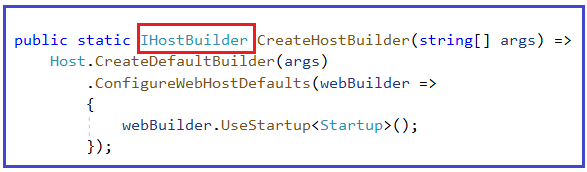 public static IHostBuilder CreateHostBuilder(string[] args) =>
    Host.CreateDefaultBuilder(args)
        .ConfigureWebHostDefaults(webBuilder =>
        {
            webBuilder.UseStartup<Startup>();
        });